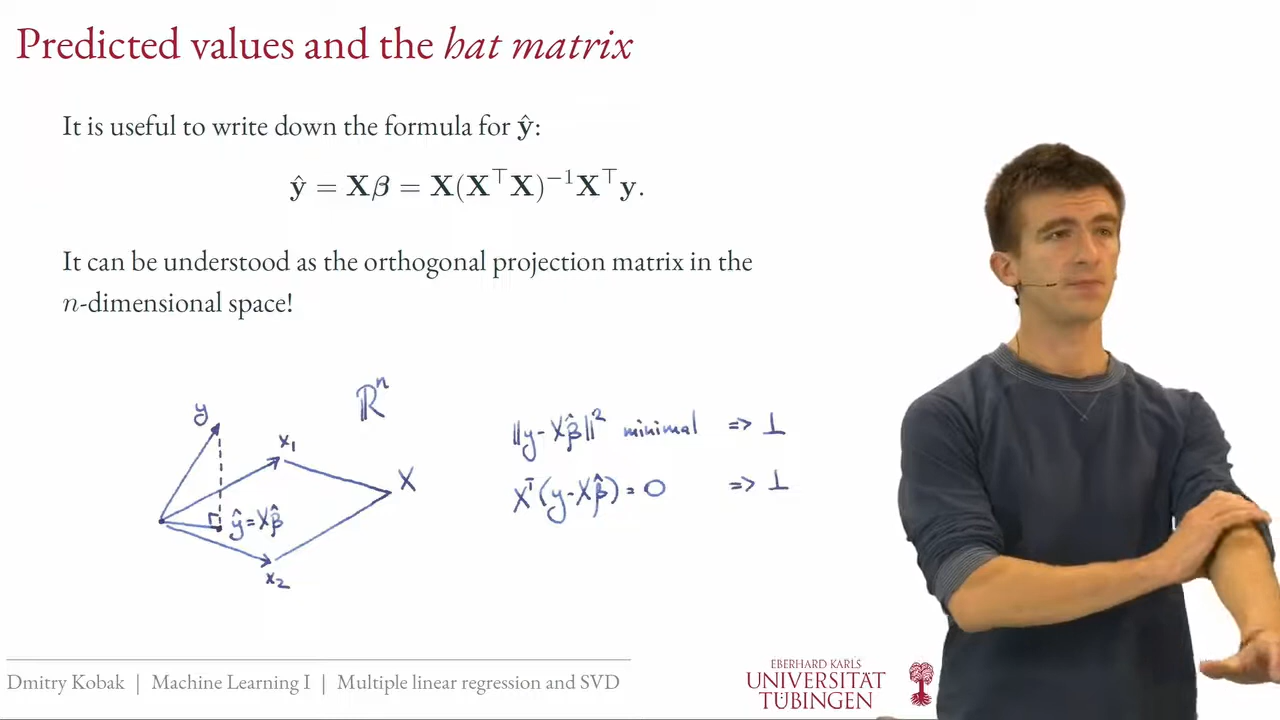 Predicted values and the hat matrix
It is useful to write down the formula for ŷ:
ŷ = Xβ = X(X⊤X)⁻¹X⊤y.
It can be understood as the orthogonal projection matrix in the
n-dimensional space!
ℝⁿ
y
x₁
X
ŷ=Xβ̂
x₂
‖y-Xβ̂‖² minimal => ⊥
Xᵀ(y-Xβ̂)=0 => ⊥
Dmitry Kobak | Machine Learning I | Multiple linear regression and SVD
EBERHARD KARLS
UNIVERSITÄT
TÜBINGEN